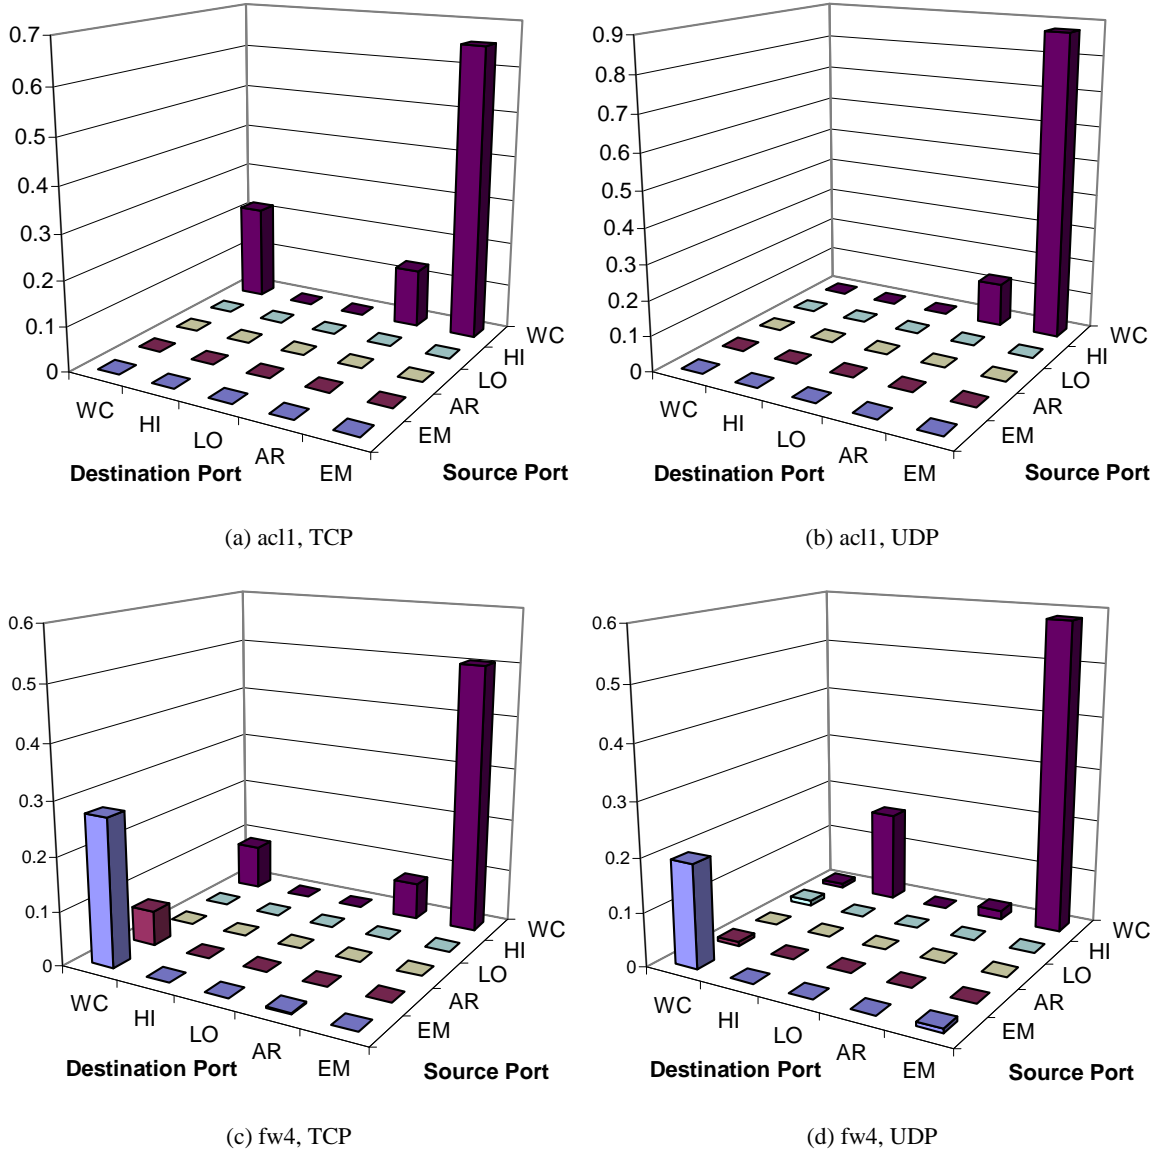 0.7
0.6
0.5
0.4
0.3
0.2
0.1
0
WC
HI
LO
AR
EM
Destination Port
WC
HI
LO
AR
EM
Source Port
(a) acl1, TCP
0.9
0.8
0.7
0.6
0.5
0.4
0.3
0.2
0.1
0
WC
HI
LO
AR
EM
Destination Port
WC
HI
LO
AR
EM
Source Port
(b) acl1, UDP
0.6
0.5
0.4
0.3
0.2
0.1
0
WC
HI
LO
AR
EM
Destination Port
WC
HI
LO
AR
EM
Source Port
(c) fw4, TCP
0.6
0.5
0.4
0.3
0.2
0.1
0
WC
HI
LO
AR
EM
Destination Port
WC
HI
LO
AR
EM
Source Port
(d) fw4, UDP